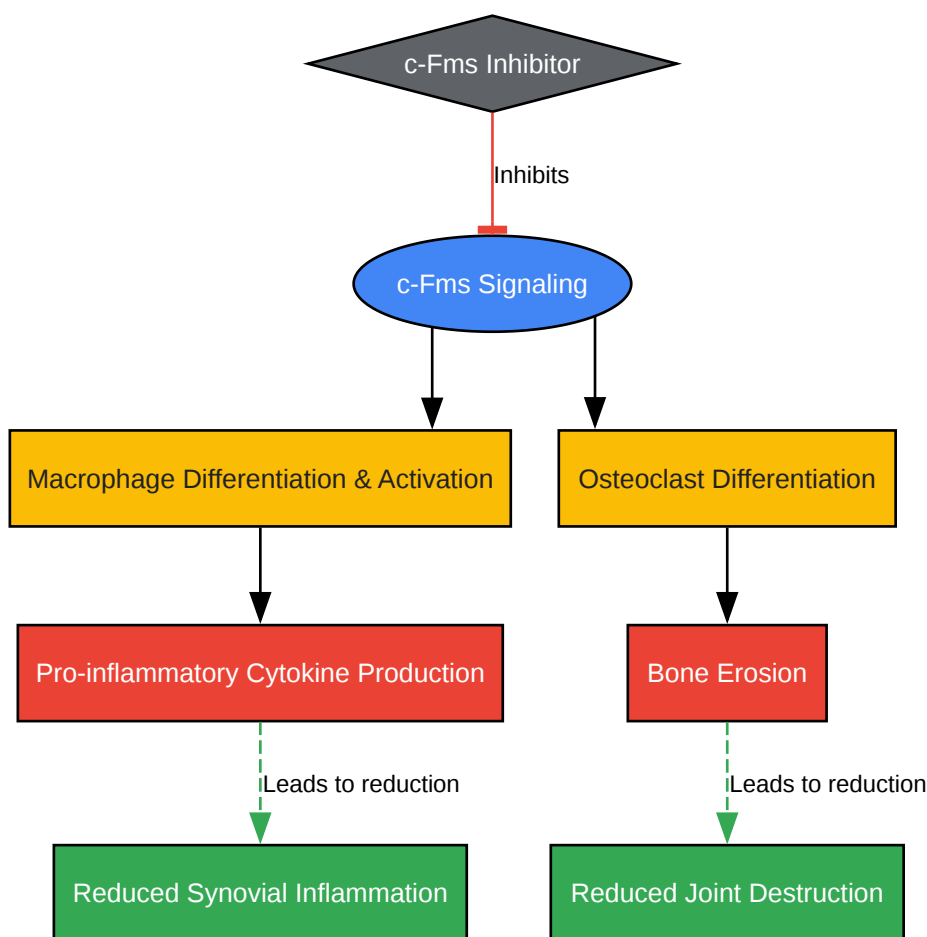 c-Fms Inhibitor
Inhibits
c-Fms Signaling
Macrophage Differentiation & Activation
Osteoclast Differentiation
Pro-inflammatory Cytokine Production
Bone Erosion
Leads to reduction
Leads to reduction
Reduced Synovial Inflammation
Reduced Joint Destruction